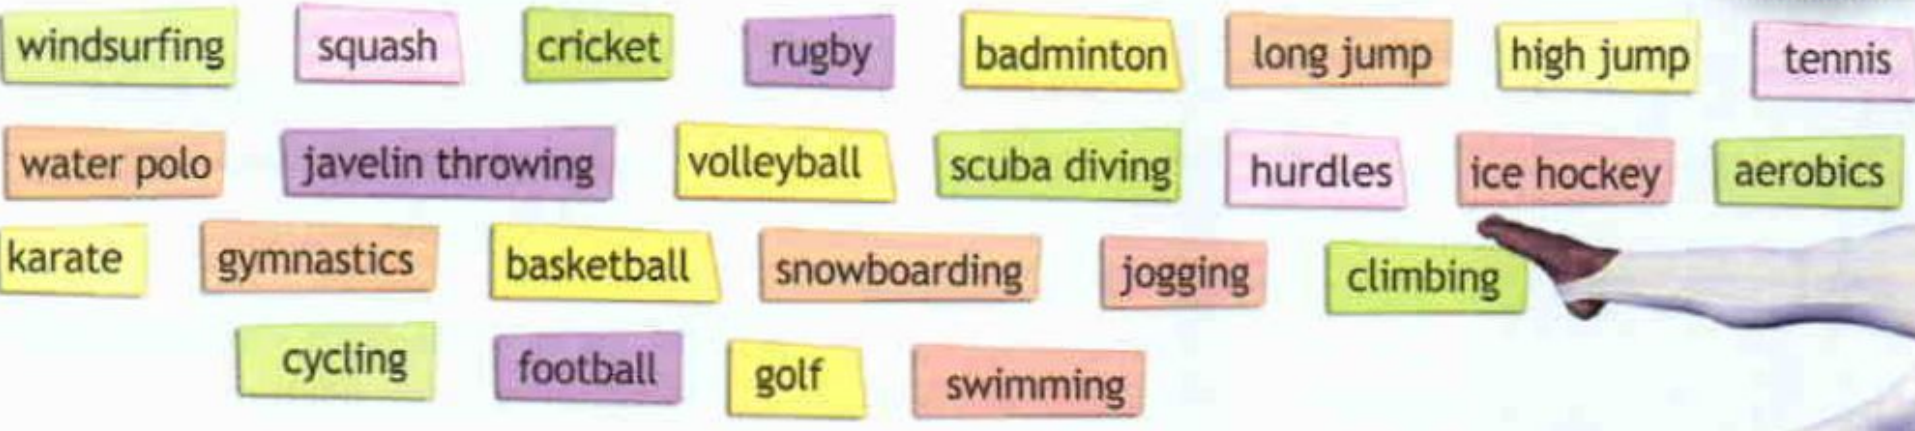 windsurfing squash cricket rugby badminton long jump high jump tennis
water polo javelin throwing volleyball scuba diving hurdles ice hockey aerobics
karate gymnastics basketball snowboarding jogging climbing
cycling football golf swimming